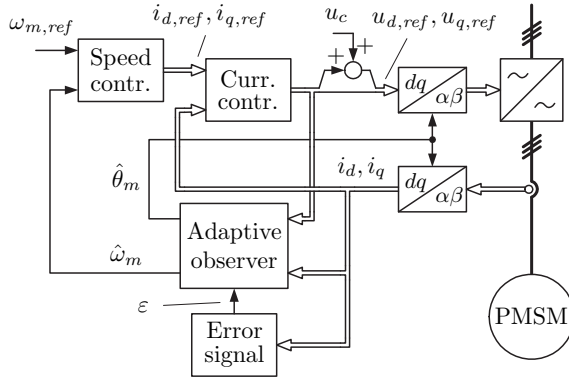 i_{d,ref}, i_{q,ref}
ω_{m,ref}
u_c
u_{d,ref}, u_{q,ref}
Speed
contr.
Curr.
contr.
+
+
dq
αβ
~
~
θ̂_m
i_d, i_q
dq
αβ
Adaptive
observer
ω̂_m
ε
Error
signal
PMSM